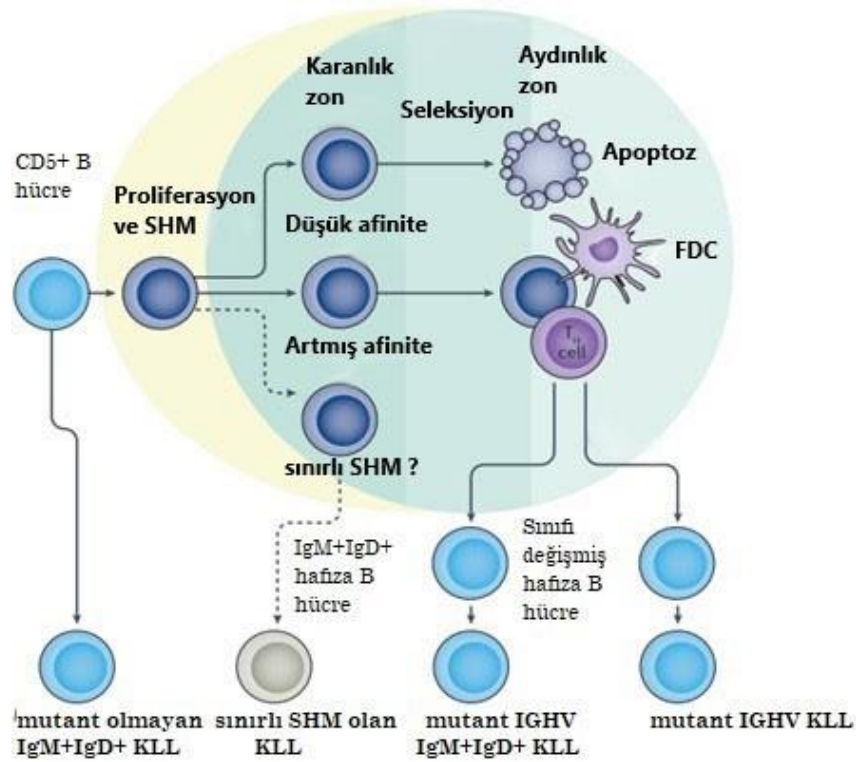 Karanlık
zon
Aydınlık
zon
Seleksiyon
CD5+ B
hücre
Proliferasyon
ve SHM
Apoptoz
Düşük afinite
FDC
Artmış afinite
T
cell
sınırlı SHM ?
IgM+IgD+
hafıza B
hücre
Sınıfı
değişmiş
hafıza B
hücre
mutant olmayan
IgM+IgD+ KLL
sınırlı SHM olan
KLL
mutant IGHV
IgM+IgD+ KLL
mutant IGHV KLL